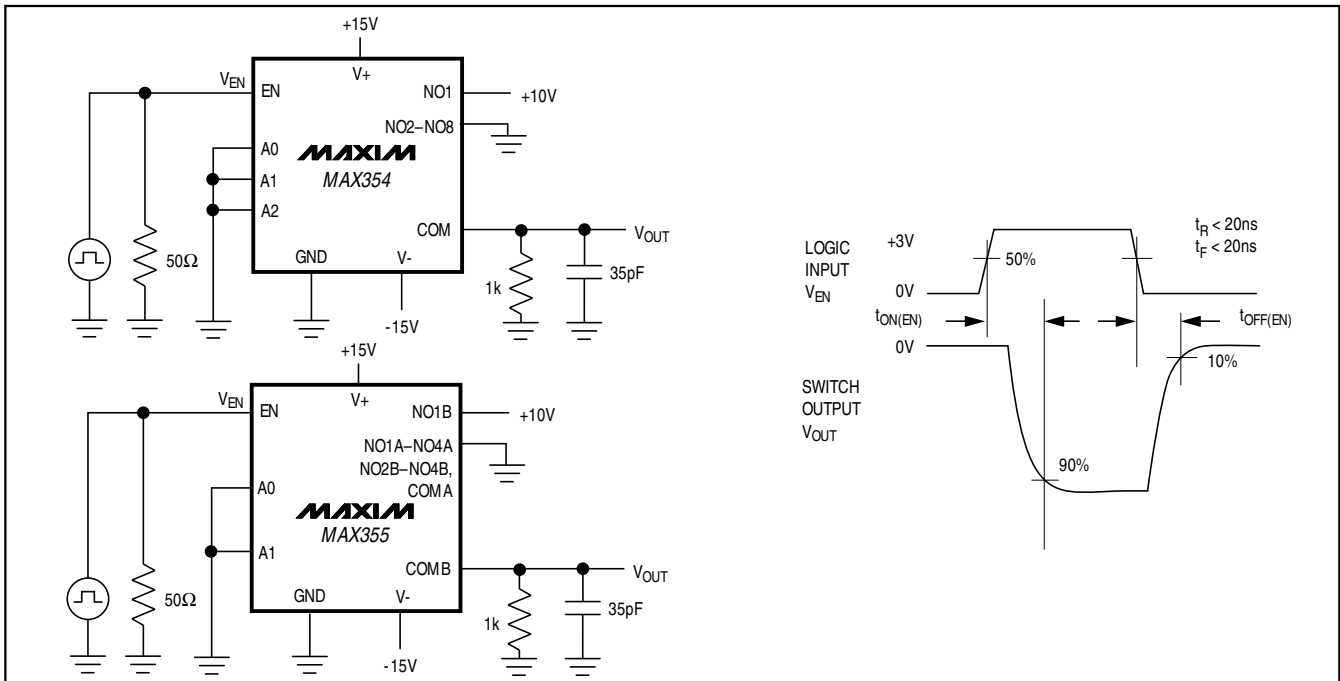 +15V
V+
VEN
EN
NO1
+10V
NO2–NO8
A0
MAXIM
MAX354
A1
A2
COM
VOUT
50Ω
GND
V-
1k
35pF
-15V
+15V
V+
VEN
EN
NO1B
+10V
NO1A–NO4A
NO2B–NO4B,
COMA
A0
MAXIM
MAX355
A1
COMB
VOUT
50Ω
GND
V-
1k
35pF
-15V
LOGIC
INPUT
VEN
+3V
0V
50%
tR < 20ns
tF < 20ns
tON(EN)
tOFF(EN)
0V
10%
SWITCH
OUTPUT
VOUT
90%